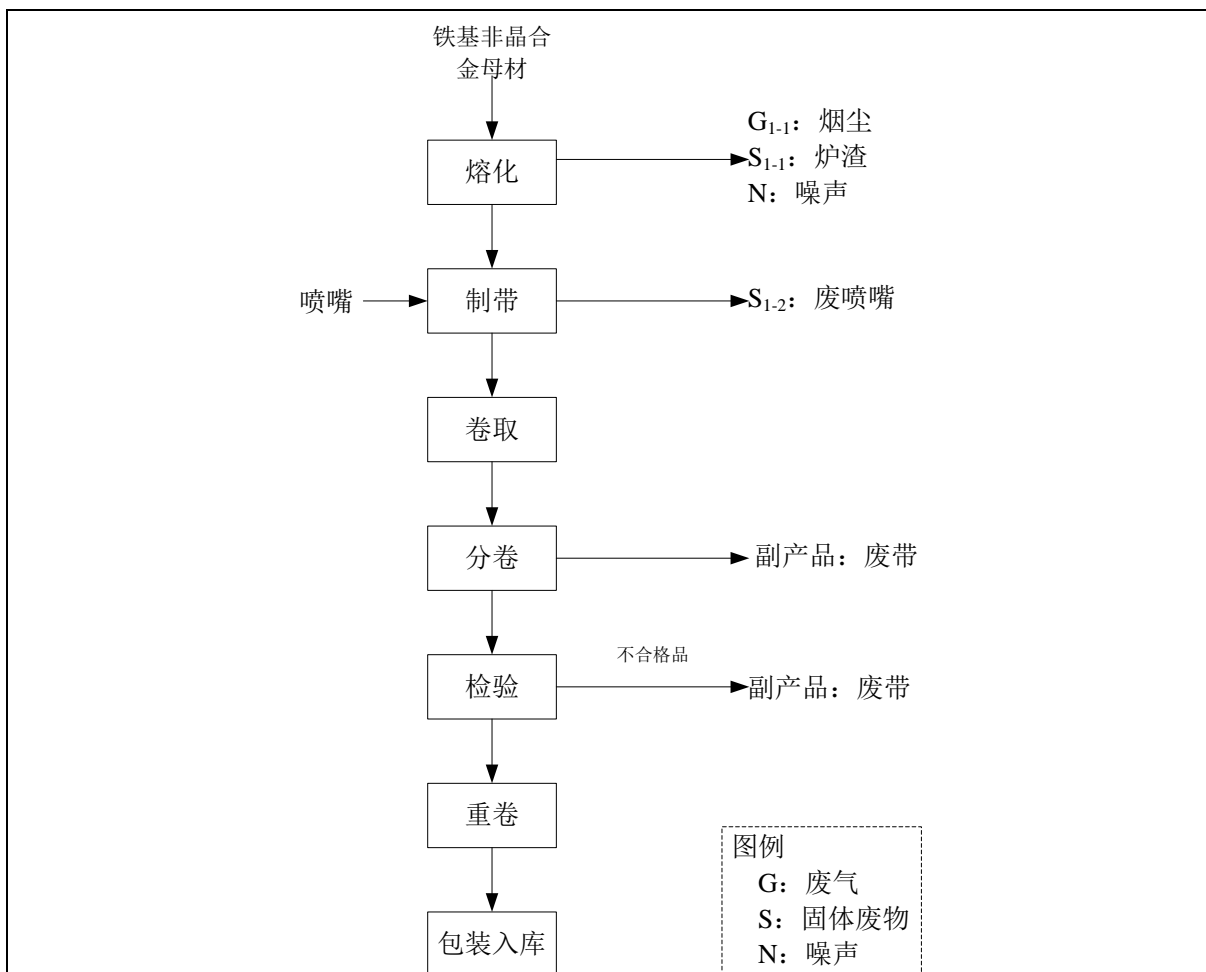 铁基非晶合
金母材
G1-1：烟尘
熔化
S1-1：炉渣
N：噪声
喷嘴
制带
S1-2：废喷嘴
卷取
分卷
副产品：废带
不合格品
检验
副产品：废带
重卷
图例
G：废气
S：固体废物
包装入库
N：噪声